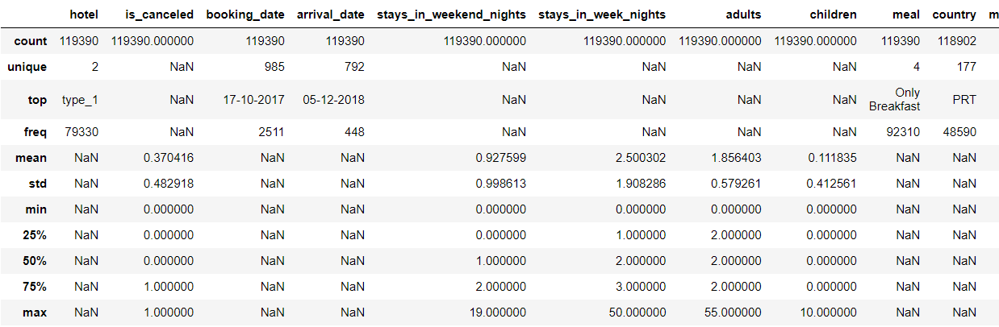 hotel is_canceled booking_date arrival_date stays_in_weekend_nights stays_in_week_nights adults children meal country m
count 119390 119390.000000 119390 119390 119390.000000 119390.000000 119390.000000 119390.000000 119390 118902
unique 2 NaN 985 792 NaN NaN NaN NaN 4 177
top type_1 NaN 17-10-2017 05-12-2018 NaN NaN NaN NaN Only Breakfast PRT
freq 79330 NaN 2511 448 NaN NaN NaN NaN 92310 48590
mean NaN 0.370416 NaN NaN 0.927599 2.500302 1.856403 0.111835 NaN NaN
std NaN 0.482918 NaN NaN 0.998613 1.908286 0.579261 0.412561 NaN NaN
min NaN 0.000000 NaN NaN 0.000000 0.000000 0.000000 0.000000 NaN NaN
25% NaN 0.000000 NaN NaN 0.000000 1.000000 2.000000 0.000000 NaN NaN
50% NaN 0.000000 NaN NaN 1.000000 2.000000 2.000000 0.000000 NaN NaN
75% NaN 1.000000 NaN NaN 2.000000 3.000000 2.000000 0.000000 NaN NaN
max NaN 1.000000 NaN NaN 19.000000 50.000000 55.000000 10.000000 NaN NaN